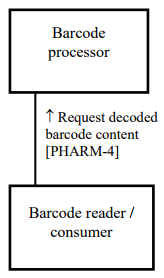 Barcode
processor
↑ Request decoded
barcode content
[PHARM-4]
Barcode reader /
consumer